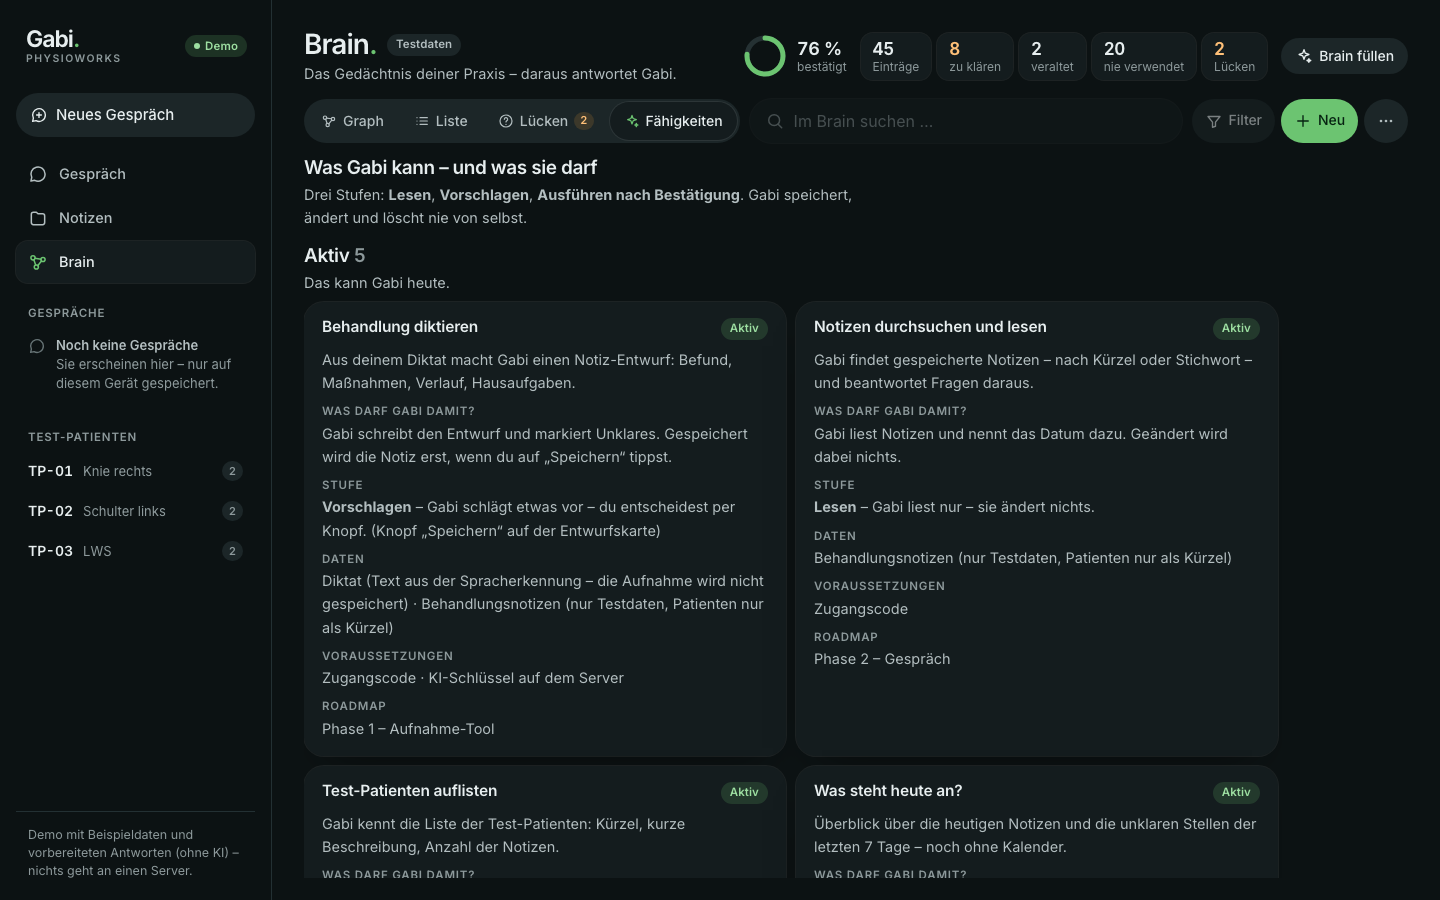 Gabi.
PHYSIOWORKS
Demo
Neues Gespräch
Gespräch
Notizen
Brain
GESPRÄCHE
Noch keine Gespräche
Sie erscheinen hier – nur auf
diesem Gerät gespeichert.
TEST-PATIENTEN
TP-01 Knie rechts 2
TP-02 Schulter links 2
TP-03 LWS 2
Demo mit Beispieldaten und
vorbereiteten Antworten (ohne KI) –
nichts geht an einen Server.
Brain. Testdaten
Das Gedächtnis deiner Praxis – daraus antwortet Gabi.
76 % bestätigt
45 Einträge
8 zu klären
2 veraltet
20 nie verwendet
2 Lücken
Brain füllen
Graph
Liste
Lücken 2
Fähigkeiten
Im Brain suchen ...
Filter
Neu
Was Gabi kann – und was sie darf
Drei Stufen: Lesen, Vorschlagen, Ausführen nach Bestätigung. Gabi speichert,
ändert und löscht nie von selbst.
Aktiv 5
Das kann Gabi heute.
Behandlung diktieren Aktiv
Aus deinem Diktat macht Gabi einen Notiz-Entwurf: Befund,
Maßnahmen, Verlauf, Hausaufgaben.
WAS DARF GABI DAMIT?
Gabi schreibt den Entwurf und markiert Unklares. Gespeichert
wird die Notiz erst, wenn du auf „Speichern“ tippst.
STUFE
Vorschlagen – Gabi schlägt etwas vor – du entscheidest per
Knopf. (Knopf „Speichern“ auf der Entwurfskarte)
DATEN
Diktat (Text aus der Spracherkennung – die Aufnahme wird nicht
gespeichert) · Behandlungsnotizen (nur Testdaten, Patienten nur
als Kürzel)
VORAUSSETZUNGEN
Zugangscode · KI-Schlüssel auf dem Server
ROADMAP
Phase 1 – Aufnahme-Tool
Notizen durchsuchen und lesen Aktiv
Gabi findet gespeicherte Notizen – nach Kürzel oder Stichwort –
und beantwortet Fragen daraus.
WAS DARF GABI DAMIT?
Gabi liest Notizen und nennt das Datum dazu. Geändert wird
dabei nichts.
STUFE
Lesen – Gabi liest nur – sie ändert nichts.
DATEN
Behandlungsnotizen (nur Testdaten, Patienten nur als Kürzel)
VORAUSSETZUNGEN
Zugangscode
ROADMAP
Phase 2 – Gespräch
Test-Patienten auflisten Aktiv
Gabi kennt die Liste der Test-Patienten: Kürzel, kurze
Beschreibung, Anzahl der Notizen.
WAS DARF GABI DAMIT?
Was steht heute an? Aktiv
Überblick über die heutigen Notizen und die unklaren Stellen der
letzten 7 Tage – noch ohne Kalender.
WAS DARF GABI DAMIT?